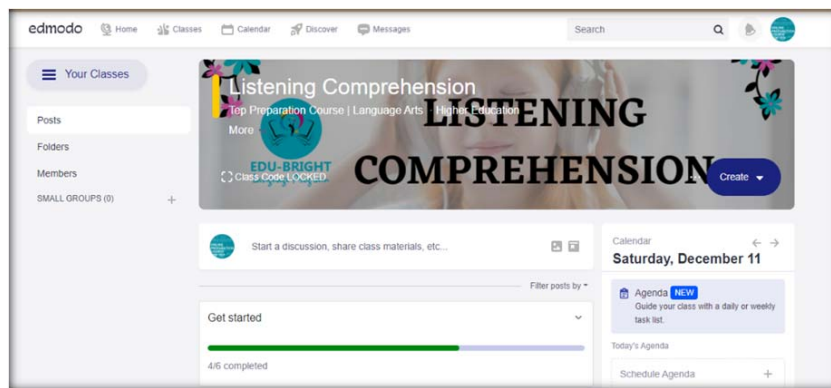 edmodo Home Classes Calendar Discover Messages Search
Your Classes
Posts
Folders
Members
SMALL GROUPS (0) +
Listening Comprehension
Tep Preparation Course | Language Arts - Higher Education
More
Class Code LOCKED
EDU-BRIGHT
LISTENING
COMPREHENSION
... Create
Start a discussion, share class materials, etc...
Filter posts by
Get started
4/6 completed
Calendar
Saturday, December 11
Agenda NEW
Guide your class with a daily or weekly
task list.
Today's Agenda
Schedule Agenda +